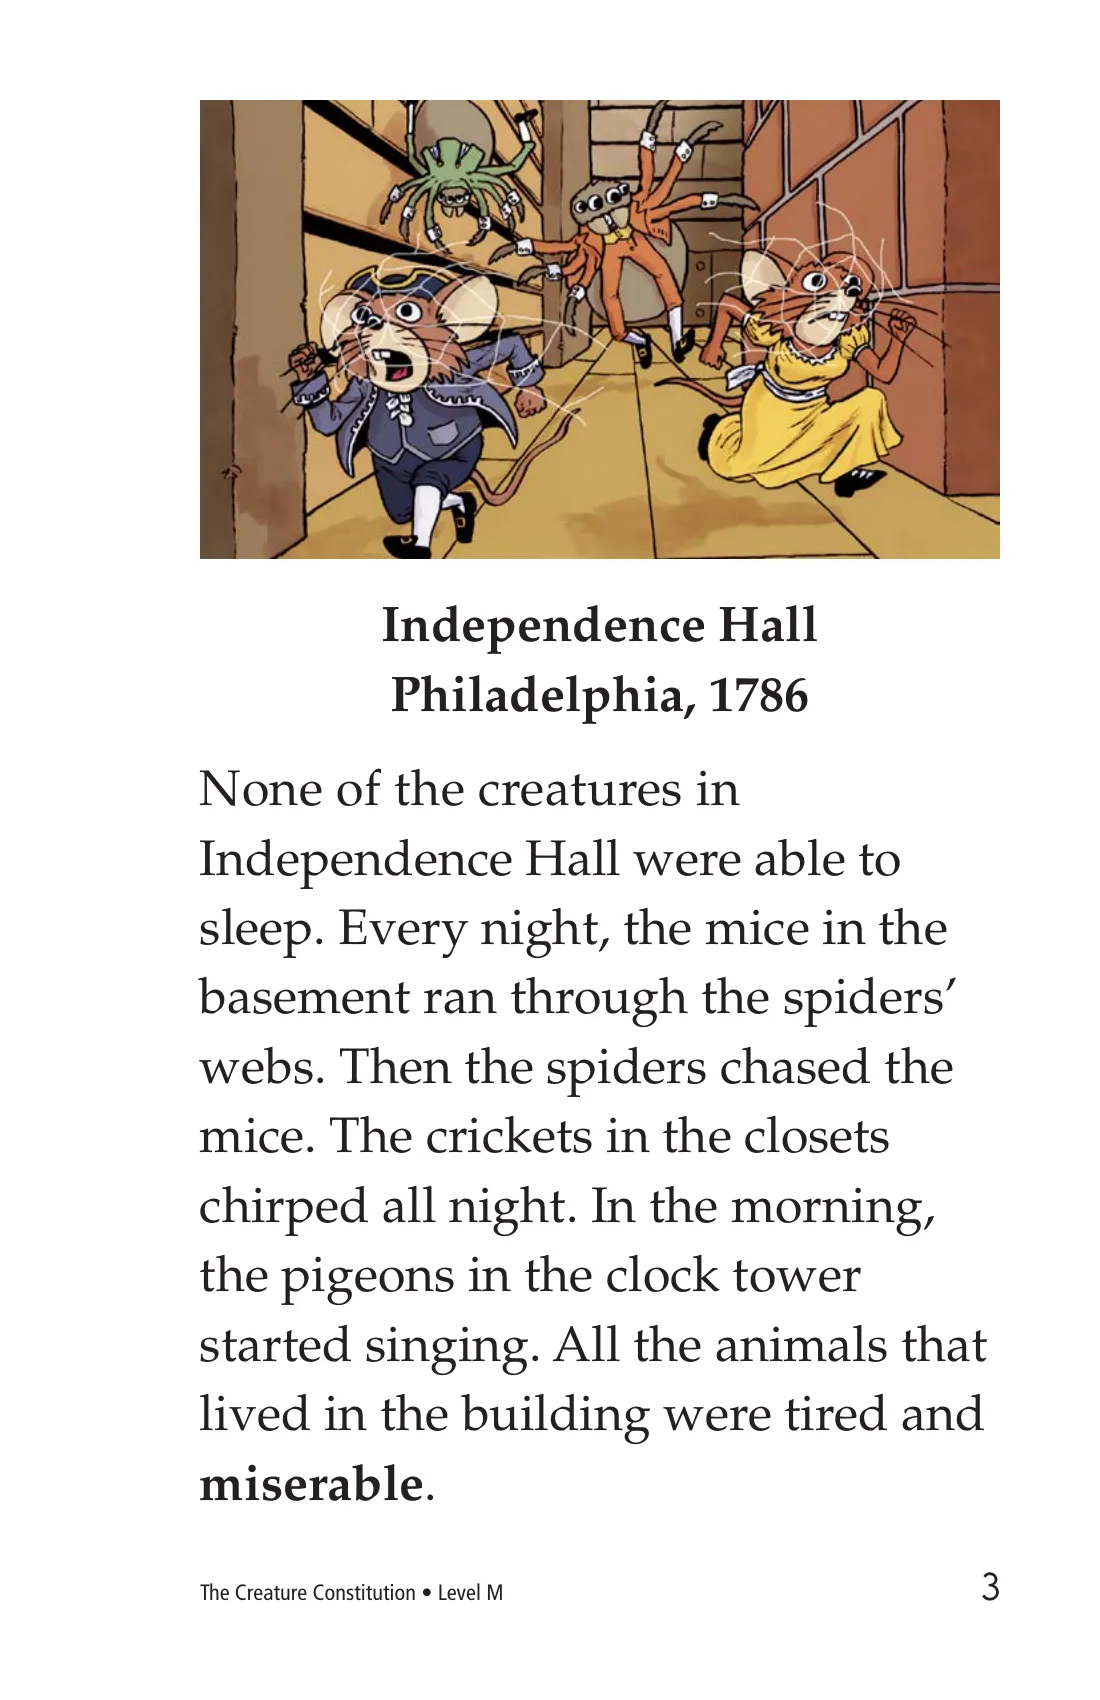 Independence Hall
Philadelphia, 1786
None of the creatures in
Independence Hall were able to
sleep. Every night, the mice in the
basement ran through the spiders’
webs. Then the spiders chased the
mice. The crickets in the closets
chirped all night. In the morning,
the pigeons in the clock tower
started singing. All the animals that
lived in the building were tired and
miserable.
The Creature Constitution • Level M
3